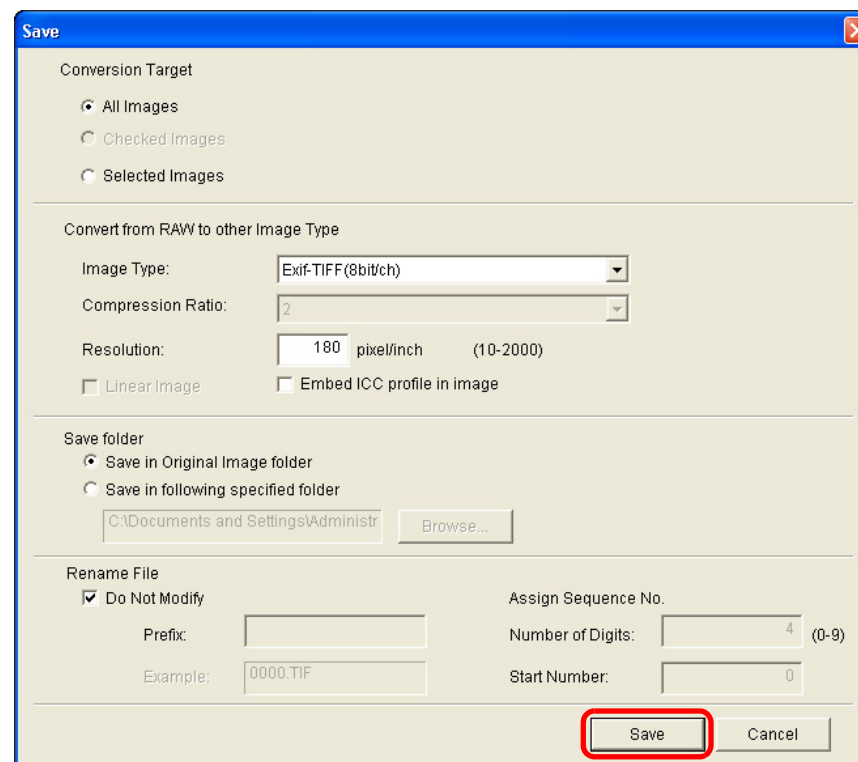 Save
Conversion Target
All Images
Checked Images
Selected Images
Convert from RAW to other Image Type
Image Type: Exif-TIFF(8bit/ch)
Compression Ratio: 2
Resolution: 180 pixel/inch (10-2000)
Linear Image Embed ICC profile in image
Save folder
Save in Original Image folder
Save in following specified folder
C:\Documents and Settings\Administr Browse...
Rename File
Do Not Modify Assign Sequence No.
Prefix: Number of Digits: 4 (0-9)
Example: 0000.TIF Start Number: 0
Save Cancel